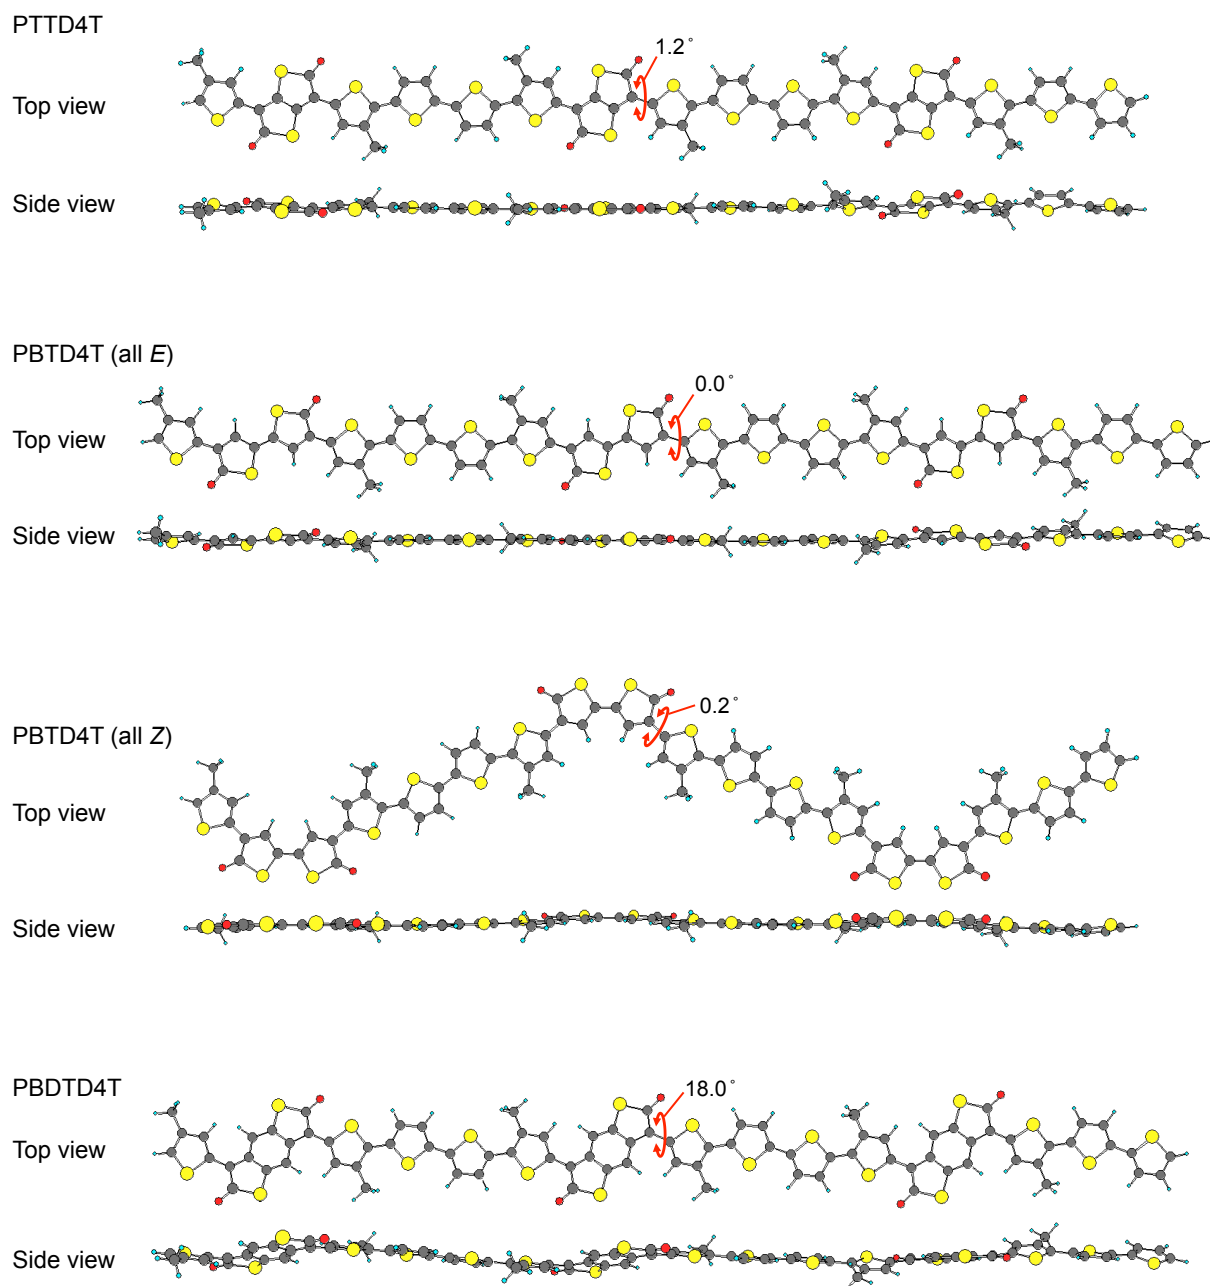 PTTD4T
1.2°
Top view
Side view
PBTD4T (all E)
0.0°
Top view
Side view
PBTD4T (all Z)
0.2°
Top view
Side view
PBDTD4T
18.0°
Top view
Side view